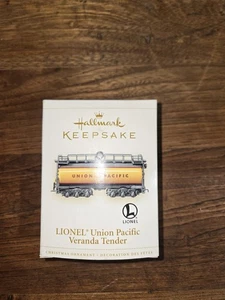 Hallmark
KEEPSAKE
UNION PACIFIC
LIONEL
LIONEL® Union Pacific
Veranda Tender